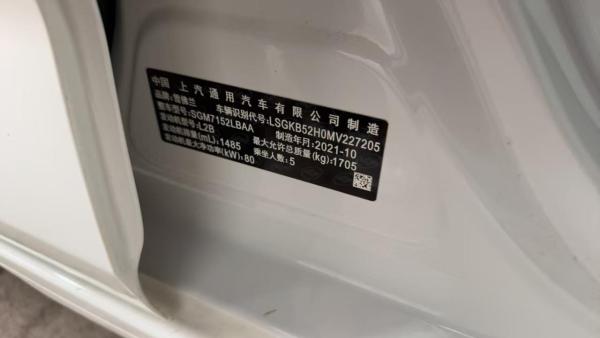 中国 上汽通用汽车有限公司制造
品牌:雪佛兰 车辆识别代号:LSGKB52H0MV227205
整车型号:SGM7152LBAA 制造年月:2021-10
发动机型号:L2B 最大允许总质量(kg):1705
发动机排量(mL):1485 乘坐人数:5
发动机最大净功率(kW):80